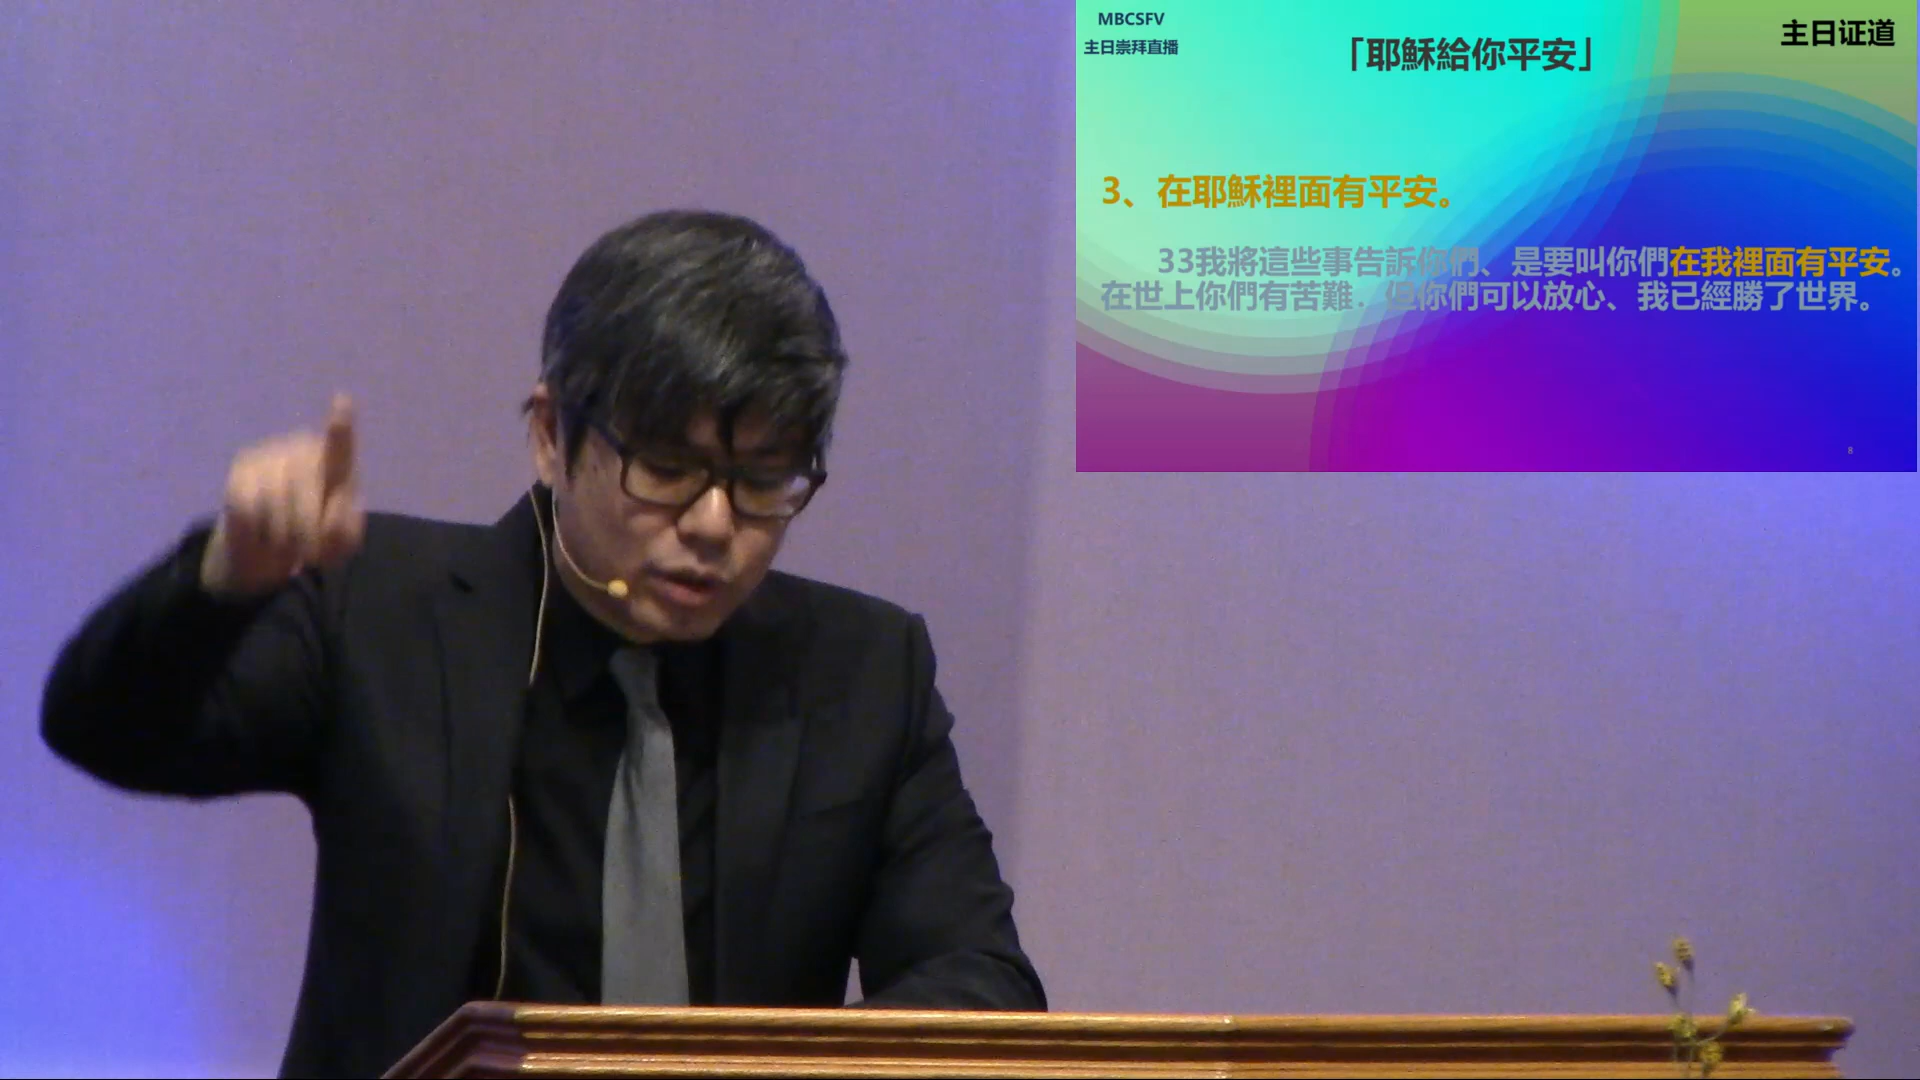 MBCSFV
主日崇拜直播
「耶穌給你平安」
主日证道
3、在耶穌裡面有平安。
33我將這些事告訴你們、是要叫你們在我裡面有平安。
在世上你們有苦難．但你們可以放心、我已經勝了世界。
8